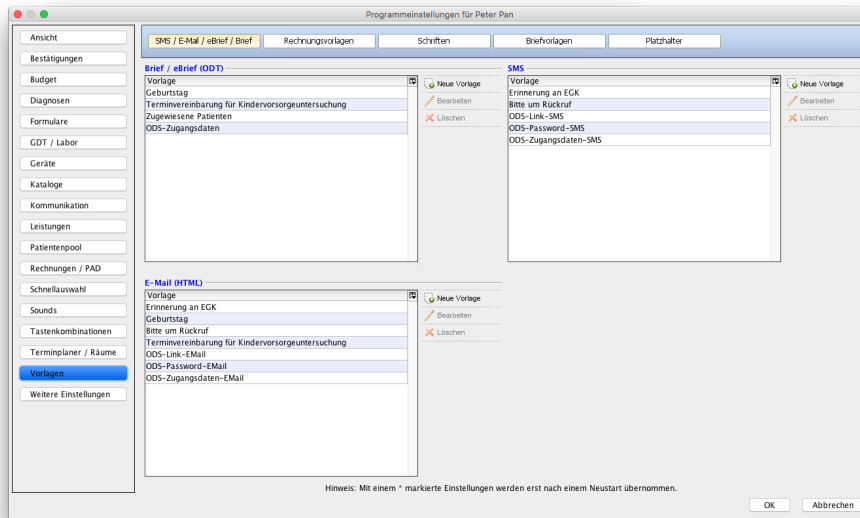 Programmeinstellungen für Peter Pan
Ansicht
Bestätigungen
Budget
Diagnosen
Formulare
GDT / Labor
Geräte
Kataloge
Kommunikation
Leistungen
Patientenpool
Rechnungen / PAD
Schnellauswahl
Sounds
Tastenkombinationen
Terminplaner / Räume
Vorlagen
Weitere Einstellungen
SMS / E-Mail / eBrief / Brief
Rechnungsvorlagen
Schriften
Briefvorlagen
Platzhalter
Brief / eBrief (ODT)
Vorlage
Geburtstag
Terminvereinbarung für Kindervorsorgeuntersuchung
Zugewiesene Patienten
ODS-Zugangsdaten
Neue Vorlage
Bearbeiten
Löschen
SMS
Vorlage
Erinnerung an EGK
Bitte um Rückruf
ODS-Link-SMS
ODS-Password-SMS
ODS-Zugangsdaten-SMS
Neue Vorlage
Bearbeiten
Löschen
E-Mail (HTML)
Vorlage
Erinnerung an EGK
Geburtstag
Bitte um Rückruf
Terminvereinbarung für Kindervorsorgeuntersuchung
ODS-Link-EMail
ODS-Password-EMail
ODS-Zugangsdaten-EMail
Neue Vorlage
Bearbeiten
Löschen
Hinweis: Mit einem * markierte Einstellungen werden erst nach einem Neustart übernommen.
OK
Abbrechen